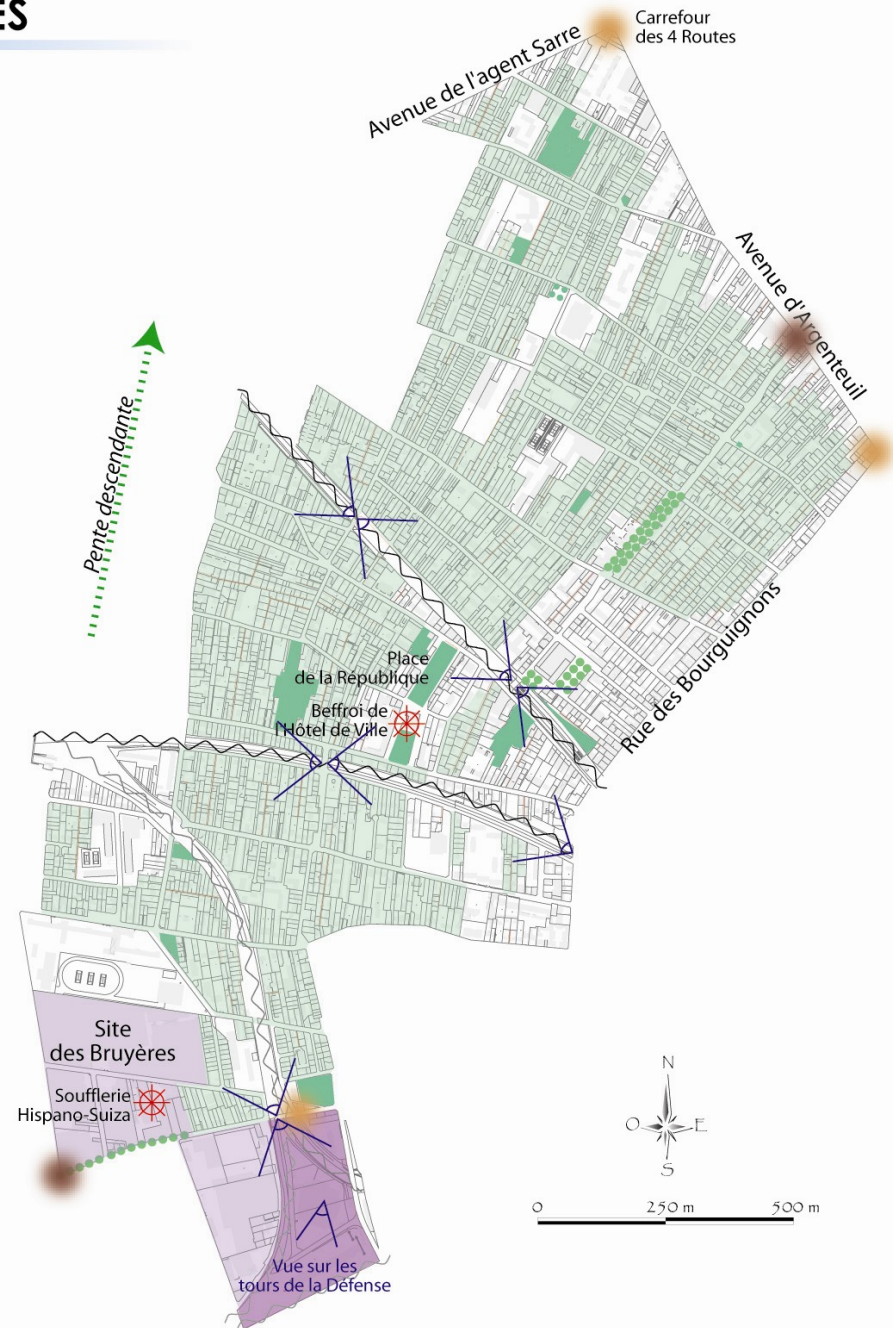 ES
Carrefour
des 4 Routes
Avenue de l'agent Sarre
Avenue d'Argenteuil
Pente descendante
Place
de la République
Beffroi de
l'Hôtel de Ville
Rue des Bourguignons
Site
des Bruyères
Soufflerie
Hispano-Suiza
N
O
E
S
0
250 m
500 m
Vue sur les
tours de la Défense